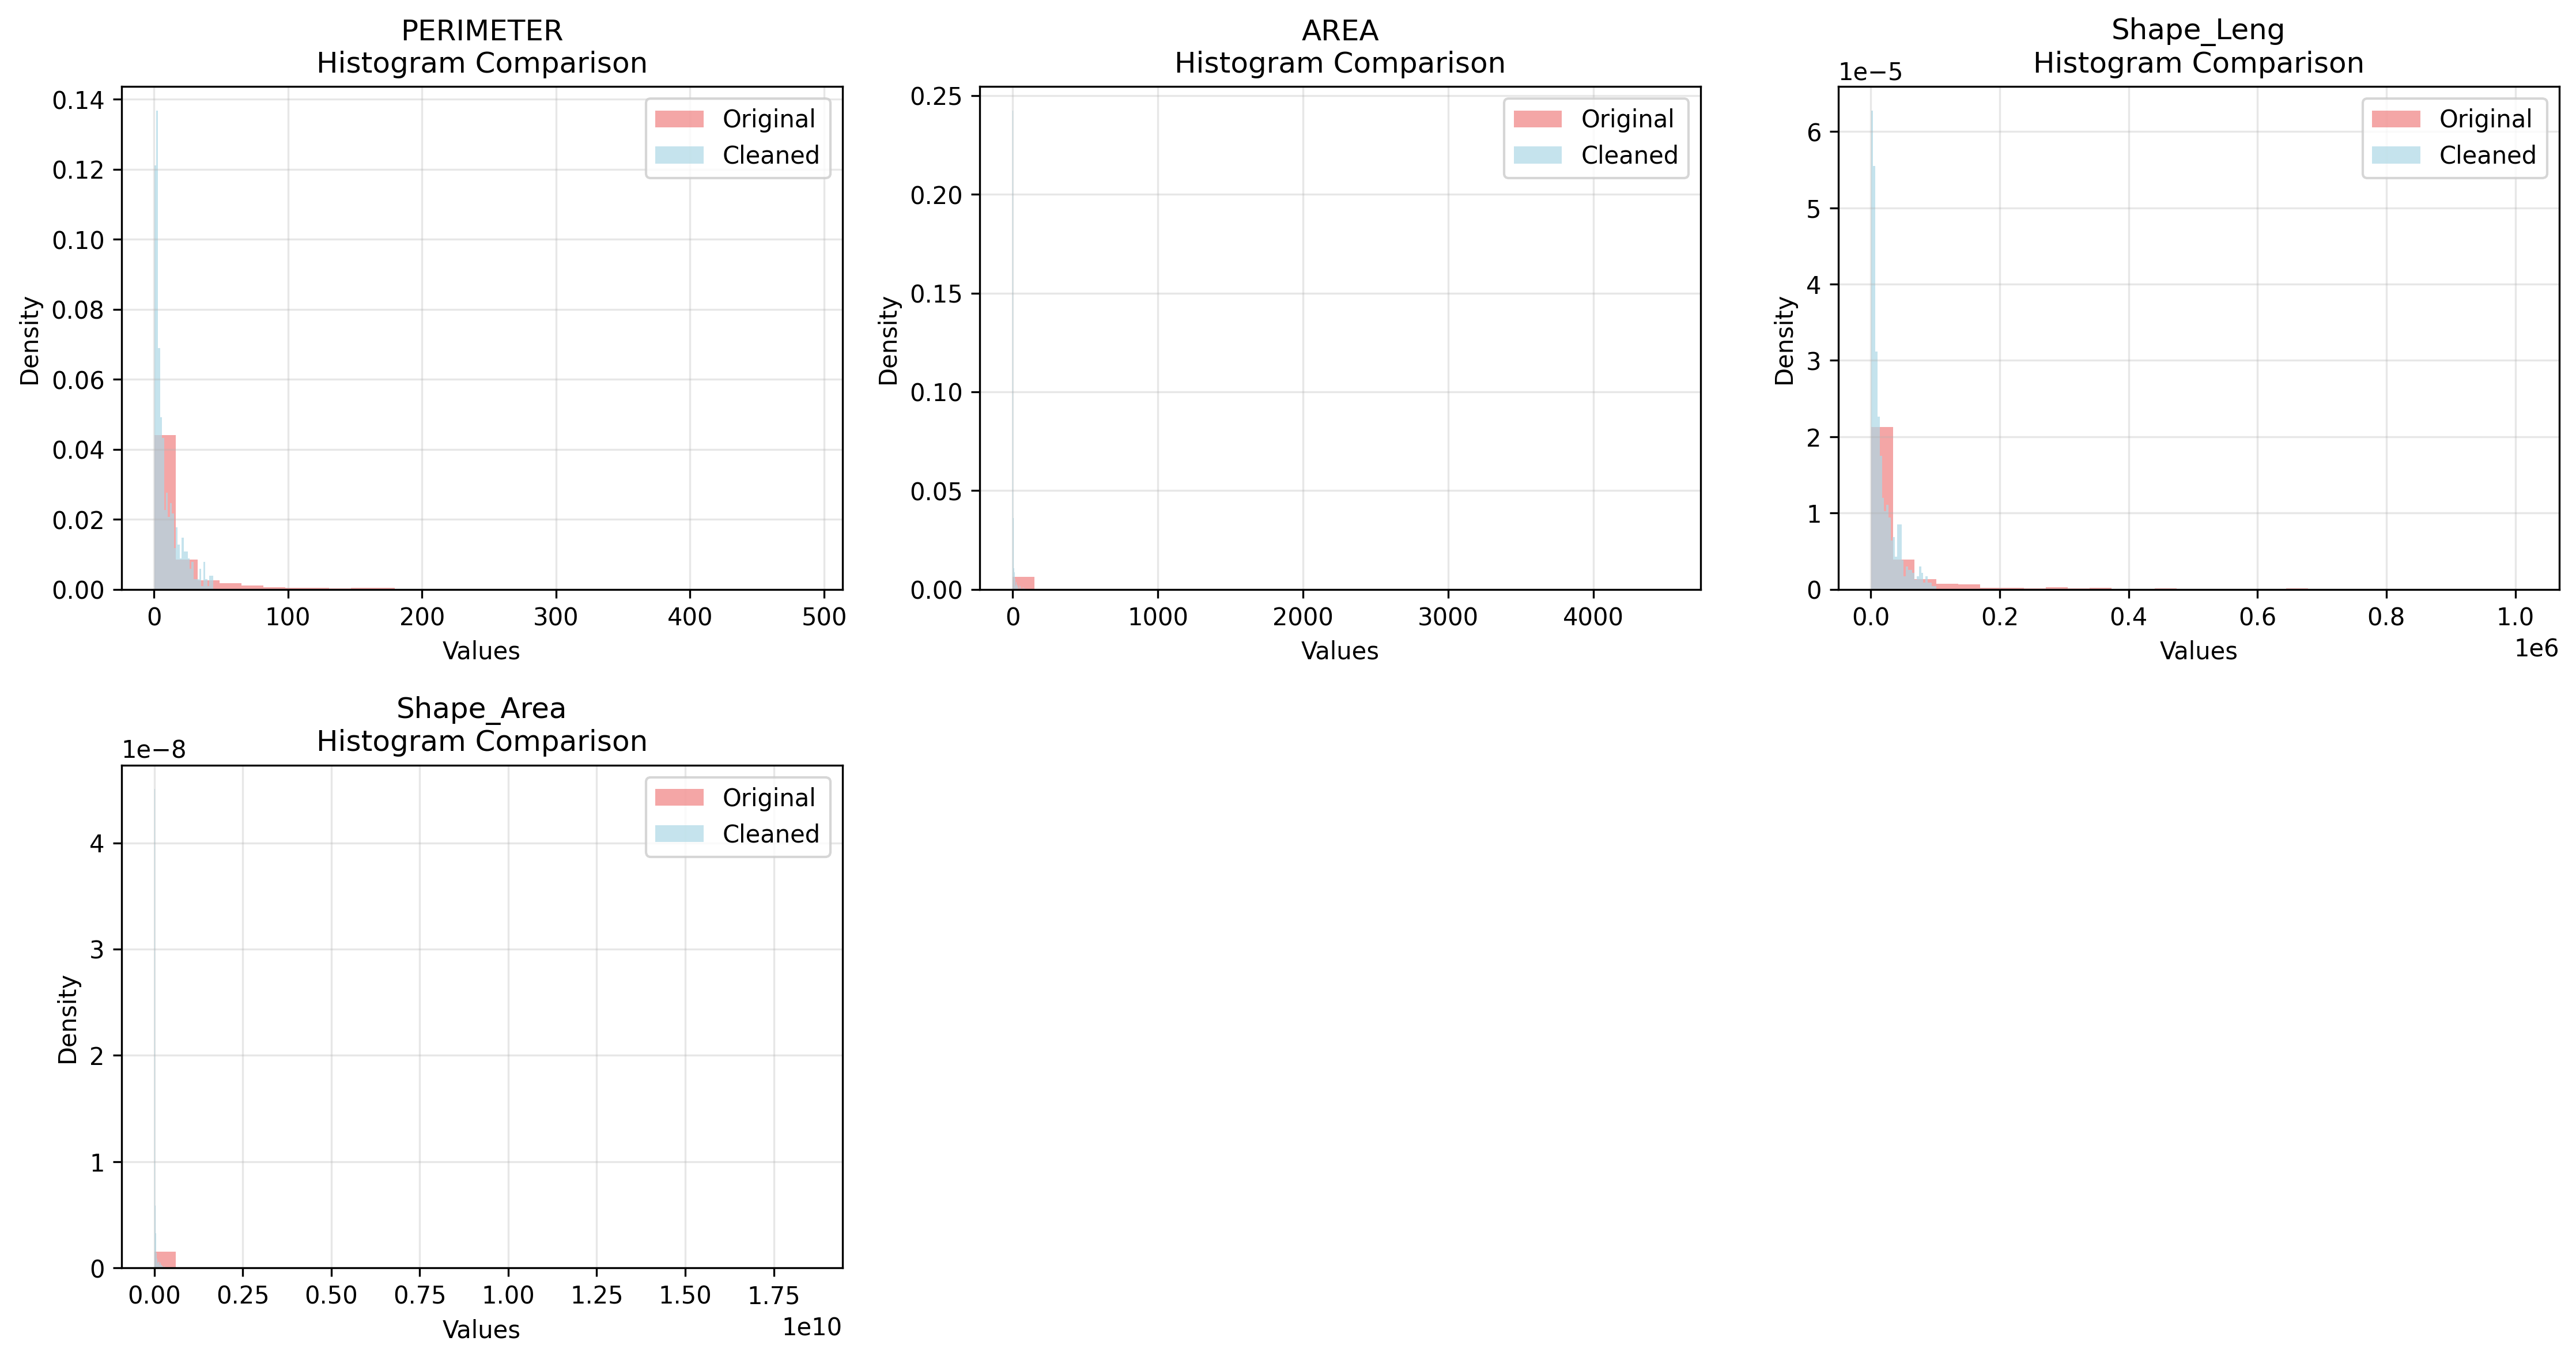 PERIMETER
Histogram Comparison
0.14
0.12
0.10
0.08
0.06
0.04
0.02
0.00
Density
0
100
200
300
400
500
Values
Original
Cleaned
AREA
Histogram Comparison
0.25
0.20
0.15
0.10
0.05
0.00
Density
0
1000
2000
3000
4000
Values
Original
Cleaned
Shape_Leng
Histogram Comparison
1e−5
6
5
4
3
2
1
0
Density
0.0
0.2
0.4
0.6
0.8
1.0
1e6
Values
Original
Cleaned
Shape_Area
Histogram Comparison
1e−8
4
3
2
1
0
Density
0.00
0.25
0.50
0.75
1.00
1.25
1.50
1.75
1e10
Values
Original
Cleaned